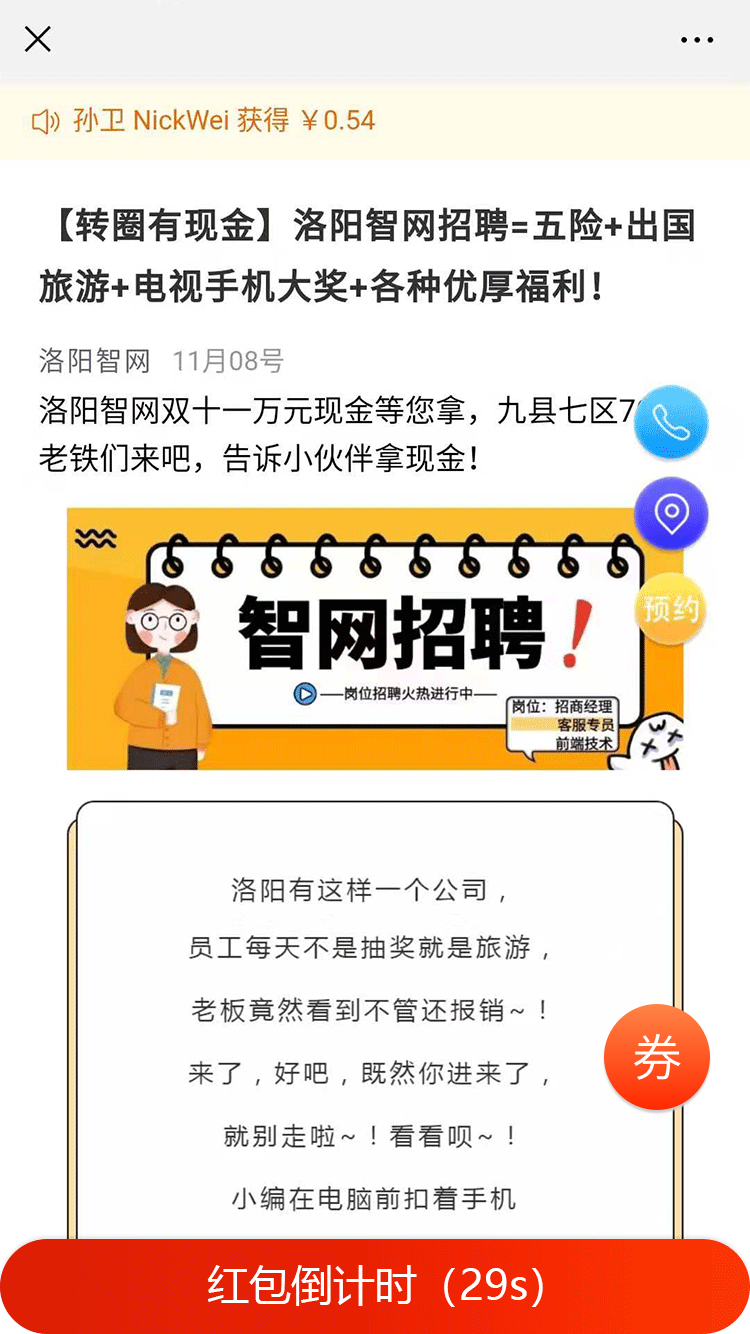 孙卫 NickWei 获得 ￥0.54
【转圈有现金】洛阳智网招聘=五险+出国
旅游+电视手机大奖+各种优厚福利！
洛阳智网 11月08号
洛阳智网双十一万元现金等您拿，九县七区7
老铁们来吧，告诉小伙伴拿现金！
预约
智网招聘！
岗位招聘火热进行中
岗位：招商经理
客服专员
前端技术
洛阳有这样一个公司，
员工每天不是抽奖就是旅游，
老板竟然看到不管还报销~！
券
来了，好吧，既然你进来了，
就别走啦~！看看呗~！
小编在电脑前扣着手机
红包倒计时（29s）